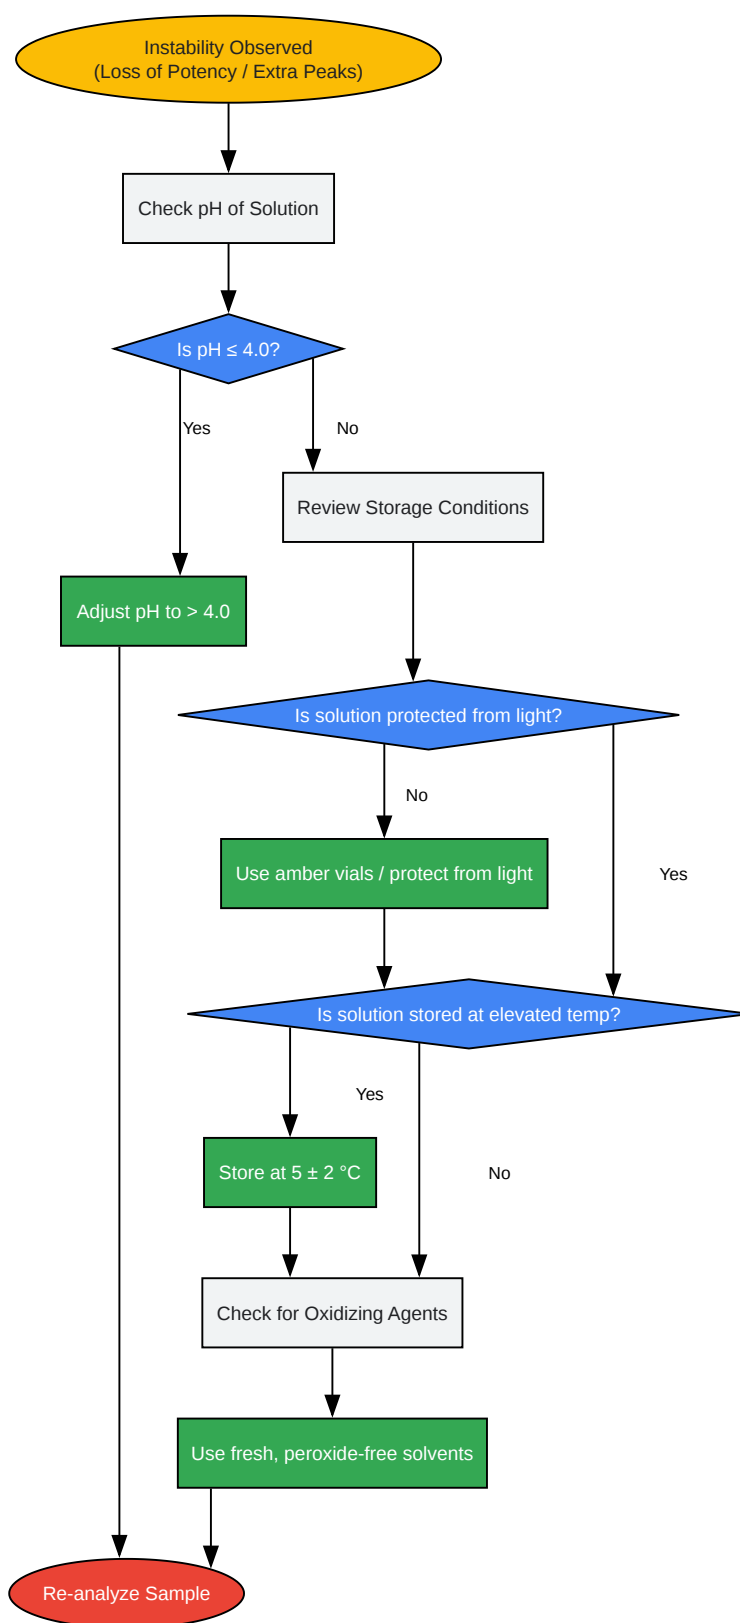 Instability Observed
(Loss of Potency / Extra Peaks)
Check pH of Solution
Is pH ≤ 4.0?
Yes
No
Review Storage Conditions
Adjust pH to > 4.0
Is solution protected from light?
No
Use amber vials / protect from light
Yes
Is solution stored at elevated temp?
Yes
Store at 5 ± 2 °C
No
Check for Oxidizing Agents
Use fresh, peroxide-free solvents
Re-analyze Sample